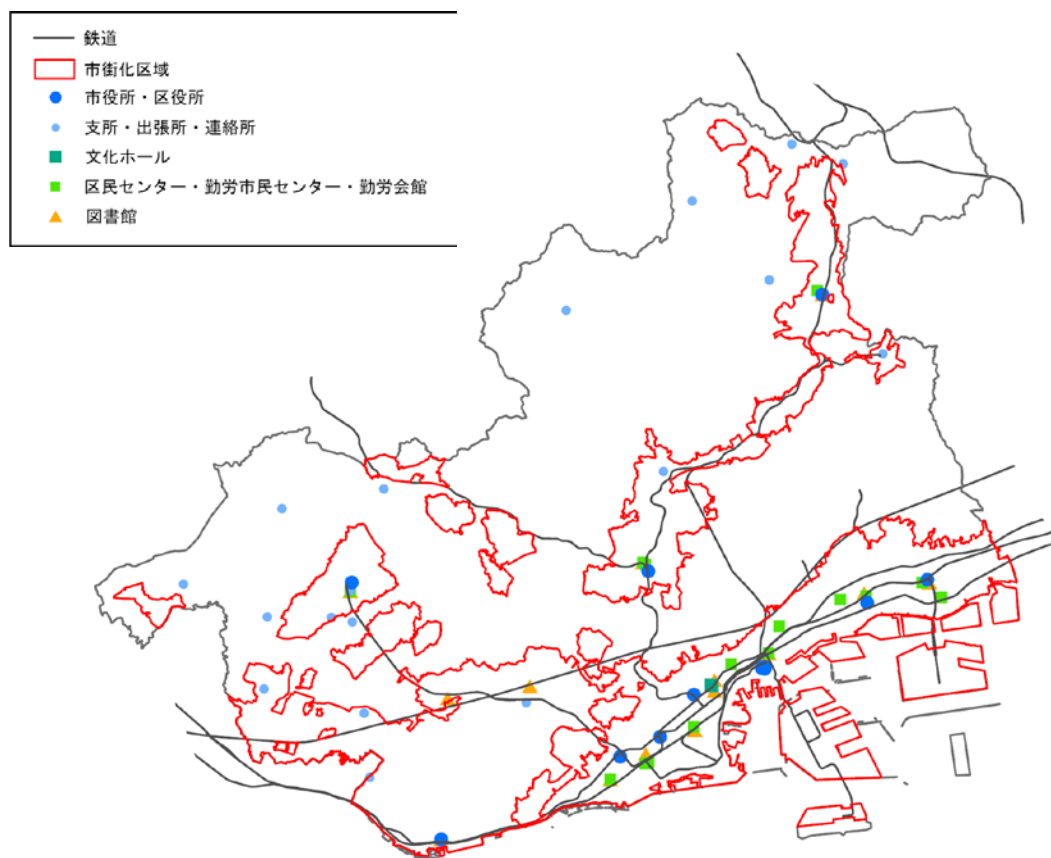 鉄道
市街化区域
市役所・区役所
支所・出張所・連絡所
文化ホール
区民センター・勤労市民センター・勤労会館
図書館